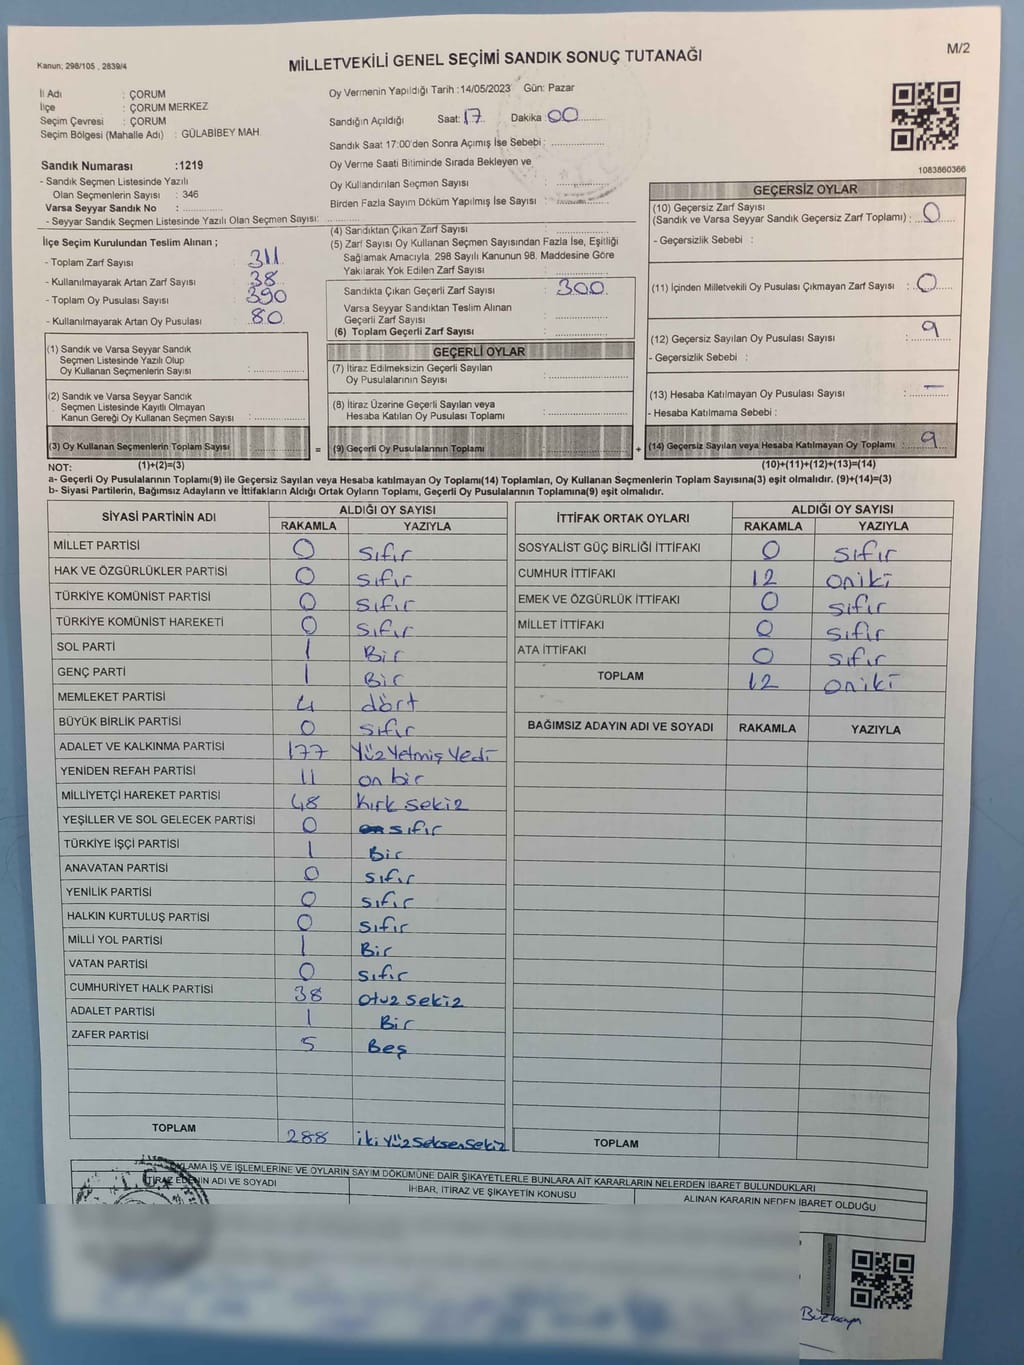 Kanun; 298/105 , 2839/4
MİLLETVEKİLİ GENEL SEÇİMİ SANDIK SONUÇ TUTANAĞI
M/2
İl Adı : ÇORUM
İlçe : ÇORUM MERKEZ
Seçim Çevresi : ÇORUM
Seçim Bölgesi (Mahalle Adı) : GÜLABİBEY MAH.
Sandık Numarası :1219
- Sandık Seçmen Listesinde Yazılı
Olan Seçmenlerin Sayısı : 346
Varsa Seyyar Sandık No :
- Seyyar Sandık Seçmen Listesinde Yazılı Olan Seçmen Sayısı:
Oy Vermenin Yapıldığı Tarih :14/05/2023 Gün: Pazar
Sandığın Açıldığı Saat: 17 Dakika : 00
Sandık Saat 17:00'den Sonra Açımış İse Sebebi :
Oy Verme Saati Bitiminde Sırada Bekleyen ve
Oy Kullandırılan Seçmen Sayısı :
Birden Fazla Sayım Döküm Yapılmış İse Sayısı :
1083860366
İlçe Seçim Kurulundan Teslim Alınan ;
- Toplam Zarf Sayısı : 311
- Kullanılmayarak Artan Zarf Sayısı : 38
- Toplam Oy Pusulası Sayısı : 390
- Kullanılmayarak Artan Oy Pusulası : 80
(4) Sandıktan Çıkan Zarf Sayısı :
(5) Zarf Sayısı Oy Kullanan Seçmen Sayısından Fazla İse, Eşitliği
Sağlamak Amacıyla, 298 Sayılı Kanunun 98. Maddesine Göre
Yakılarak Yok Edilen Zarf Sayısı :
Sandıkta Çıkan Geçerli Zarf Sayısı : 300
Varsa Seyyar Sandıktan Teslim Alınan
Geçerli Zarf Sayısı :
(6) Toplam Geçerli Zarf Sayısı :
GEÇERSİZ OYLAR
(10) Geçersiz Zarf Sayısı
(Sandık ve Varsa Seyyar Sandık Geçersiz Zarf Toplamı) : 0
- Geçersizlik Sebebi :
(11) İçinden Milletvekili Oy Pusulası Çıkmayan Zarf Sayısı : 0
(12) Geçersiz Sayılan Oy Pusulası Sayısı : 9
- Geçersizlik Sebebi :
(13) Hesaba Katılmayan Oy Pusulası Sayısı : —
- Hesaba Katılmama Sebebi :
(14) Geçersiz Sayılan veya Hesaba Katılmayan Oy Toplamı : 9
(1) Sandık ve Varsa Seyyar Sandık
Seçmen Listesinde Yazılı Olup
Oy Kullanan Seçmenlerin Sayısı :
(2) Sandık ve Varsa Seyyar Sandık
Seçmen Listesinde Kayıtlı Olmayan
Kanun Gereği Oy Kullanan Seçmen Sayısı :
(3) Oy Kullanan Seçmenlerin Toplam Sayısı =
GEÇERLİ OYLAR
(7) İtiraz Edilmeksizin Geçerli Sayılan
Oy Pusulalarının Sayısı :
(8) İtiraz Üzerine Geçerli Sayılan veya
Hesaba Katılan Oy Pusulası Toplamı :
(9) Geçerli Oy Pusulalarının Toplamı +
NOT: (1)+(2)=(3) (10)+(11)+(12)+(13)=(14)
a- Geçerli Oy Pusulalarının Toplamı(9) ile Geçersiz Sayılan veya Hesaba katılmayan Oy Toplamı(14) Toplamları, Oy Kullanan Seçmenlerin Toplam Sayısına(3) eşit olmalıdır. (9)+(14)=(3)
b- Siyasi Partilerin, Bağımsız Adayların ve İttifakların Aldığı Ortak Oyların Toplamı, Geçerli Oy Pusulalarının Toplamına(9) eşit olmalıdır.
SİYASİ PARTİNİN ADI ALDIĞI OY SAYISI
RAKAMLA YAZIYLA
MİLLET PARTİSİ 0 sıfır
HAK VE ÖZGÜRLÜKLER PARTİSİ 0 sıfır
TÜRKİYE KOMÜNİST PARTİSİ 0 sıfır
TÜRKİYE KOMÜNİST HAREKETİ 0 sıfır
SOL PARTİ 1 Bir
GENÇ PARTİ 1 Bir
MEMLEKET PARTİSİ 4 dört
BÜYÜK BİRLİK PARTİSİ 0 sıfır
ADALET VE KALKINMA PARTİSİ 177 Yüz Yetmiş Yedi
YENİDEN REFAH PARTİSİ 11 on bir
MİLLİYETÇİ HAREKET PARTİSİ 48 Kırk sekiz
YEŞİLLER VE SOL GELECEK PARTİSİ 0 sıfır
TÜRKİYE İŞÇİ PARTİSİ 1 Bir
ANAVATAN PARTİSİ 0 sıfır
YENİLİK PARTİSİ 0 sıfır
HALKIN KURTULUŞ PARTİSİ 0 sıfır
MİLLİ YOL PARTİSİ 1 Bir
VATAN PARTİSİ 0 sıfır
CUMHURİYET HALK PARTİSİ 38 otuz sekiz
ADALET PARTİSİ 1 Bir
ZAFER PARTİSİ 5 Beş
TOPLAM 288 iki Yüz seksen sekiz
İTTİFAK ORTAK OYLARI ALDIĞI OY SAYISI
RAKAMLA YAZIYLA
SOSYALİST GÜÇ BİRLİĞİ İTTİFAKI 0 sıfır
CUMHUR İTTİFAKI 12 oniki
EMEK VE ÖZGÜRLÜK İTTİFAKI 0 sıfır
MİLLET İTTİFAKI 0 sıfır
ATA İTTİFAKI 0 sıfır
TOPLAM 12 oniki
BAĞIMSIZ ADAYIN ADI VE SOYADI RAKAMLA YAZIYLA
TOPLAM
LAMA İŞ VE İŞLEMLERİNE VE OYLARIN SAYIM DÖKÜMÜNE DAİR ŞİKAYETLERLE BUNLARA AİT KARARLARIN NELERDEN İBARET BULUNDUKLARI
İTİRAZ EDENİN ADI VE SOYADI
İHBAR, İTİRAZ VE ŞİKAYETİN KONUSU
ALINAN KARARIN NEDEN İBARET OLDUĞU
T.C.